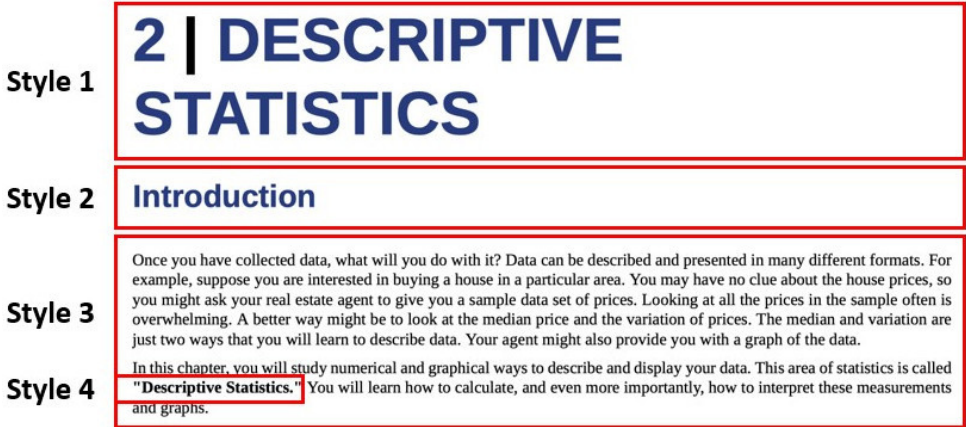 Style 1
2 | DESCRIPTIVE
STATISTICS
Style 2
Introduction
Style 3
Once you have collected data, what will you do with it? Data can be described and presented in many different formats. For
example, suppose you are interested in buying a house in a particular area. You may have no clue about the house prices, so
you might ask your real estate agent to give you a sample data set of prices. Looking at all the prices in the sample often is
overwhelming. A better way might be to look at the median price and the variation of prices. The median and variation are
just two ways that you will learn to describe data. Your agent might also provide you with a graph of the data.
In this chapter, you will study numerical and graphical ways to describe and display your data. This area of statistics is called
Style 4
"Descriptive Statistics." You will learn how to calculate, and even more importantly, how to interpret these measurements
and graphs.